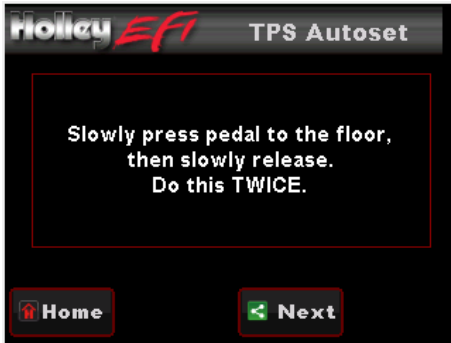 Holley EFI TPS Autoset
Slowly press pedal to the floor,
then slowly release.
Do this TWICE.
Home Next